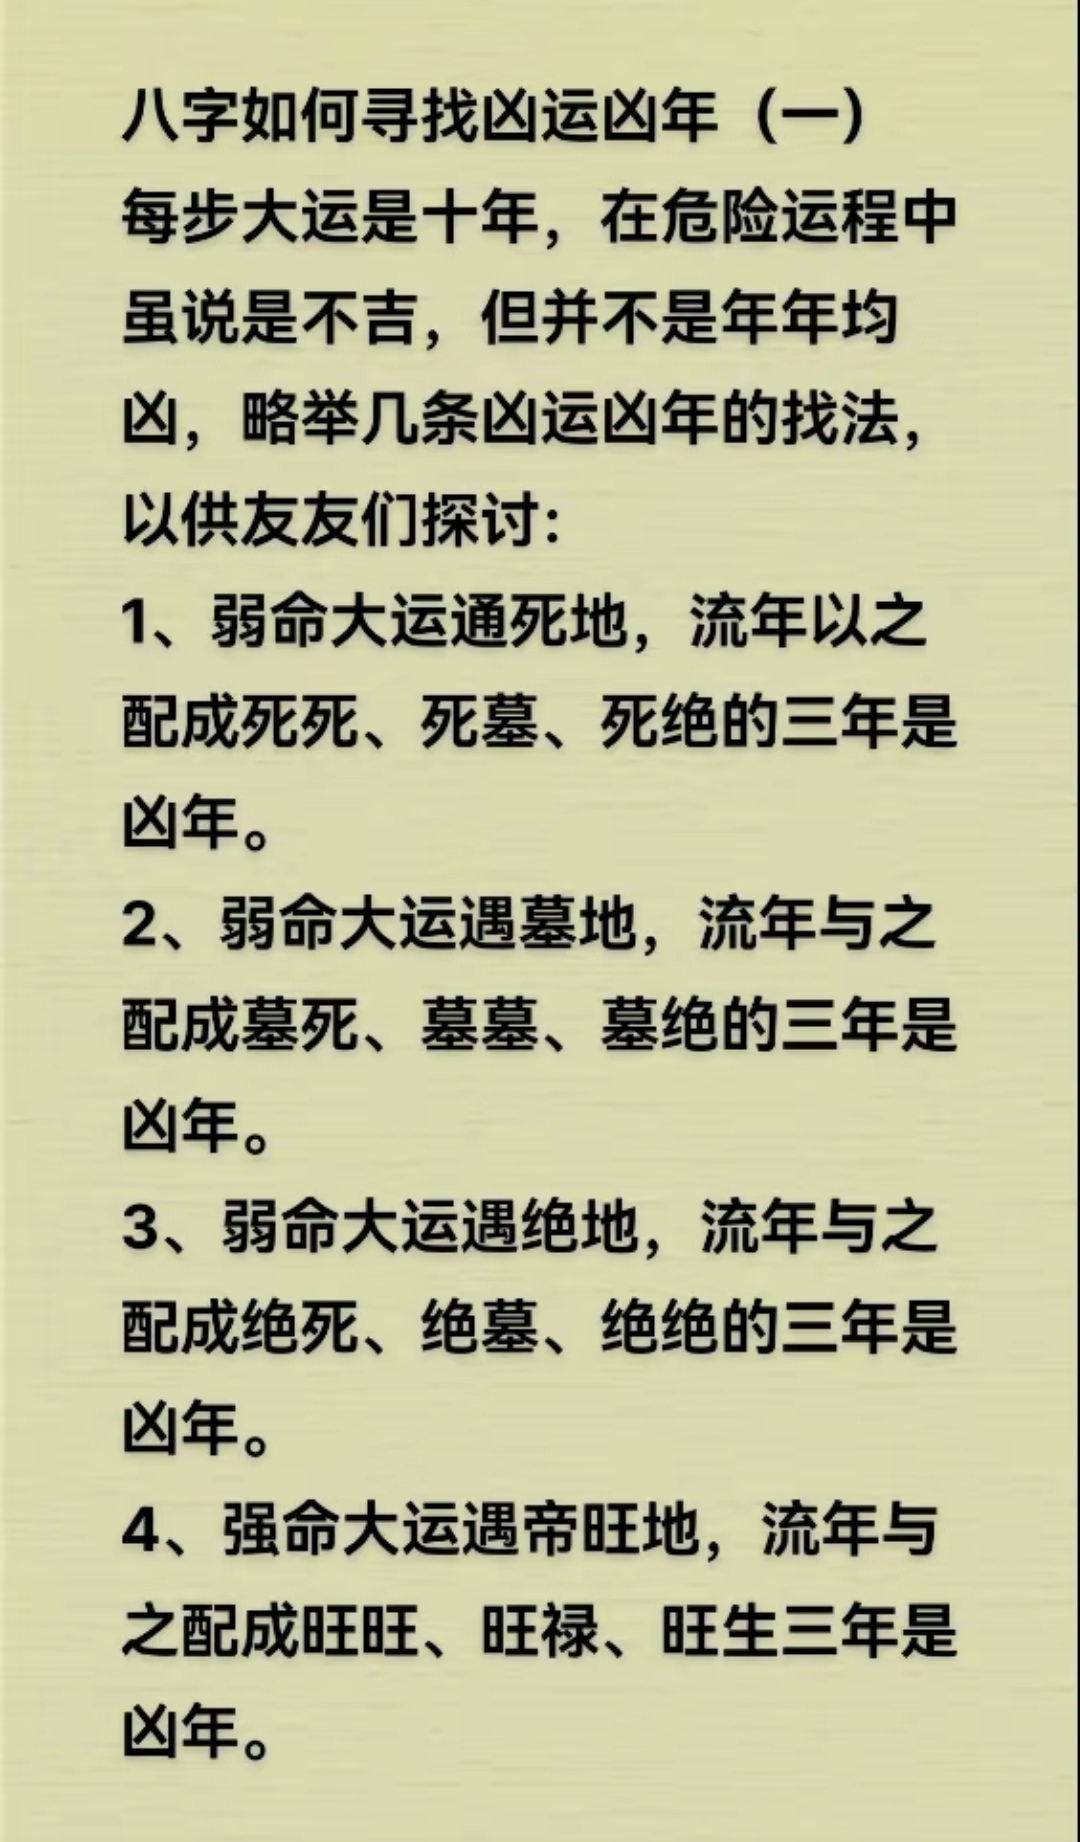 八字如何寻找凶运凶年（一）
每步大运是十年，在危险运程中
虽说是不吉，但并不是年年均
凶，略举几条凶运凶年的找法，
以供友友们探讨：
1、弱命大运通死地，流年以之
配成死死、死墓、死绝的三年是
凶年。
2、弱命大运遇墓地，流年与之
配成墓死、墓墓、墓绝的三年是
凶年。
3、弱命大运遇绝地，流年与之
配成绝死、绝墓、绝绝的三年是
凶年。
4、强命大运遇帝旺地，流年与
之配成旺旺、旺禄、旺生三年是
凶年。